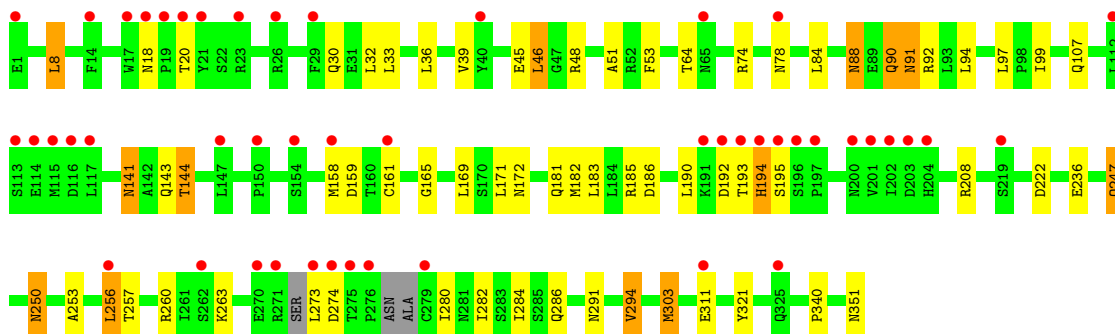 E1 L8 F14 W17 N18 P19 T20 Y21 S22 R23 R26 F29 Q30 E31 L32 L33 L36 V39 Y40 E45 L46 G47 R48 A51 R52 F53 T64 N65 R74 N78 L84 N88 E89 Q90 N91 R92 L93 L94 L97 P98 I99 Q107 L112
S113 E114 M115 D116 L117 N141 A142 Q143 T144 L147 P150 S154 M158 D159 T160 C161 G165 L169 S170 L171 N172 Q181 M182 L183 L184 R185 D186 L190 K191 D192 T193 H194 S195 S196 P197 N200 V201 I202 D203 H204 R208 S219 D222 E236
N250 A253 L256 T257 R260 I261 S262 K263 E270 R271 SER L273 D274 T275 P276 ASN ALA C279 I280 N281 I282 S283 I284 S285 Q286 N291 V294 M303 E311 Y321 Q325 P340 N351